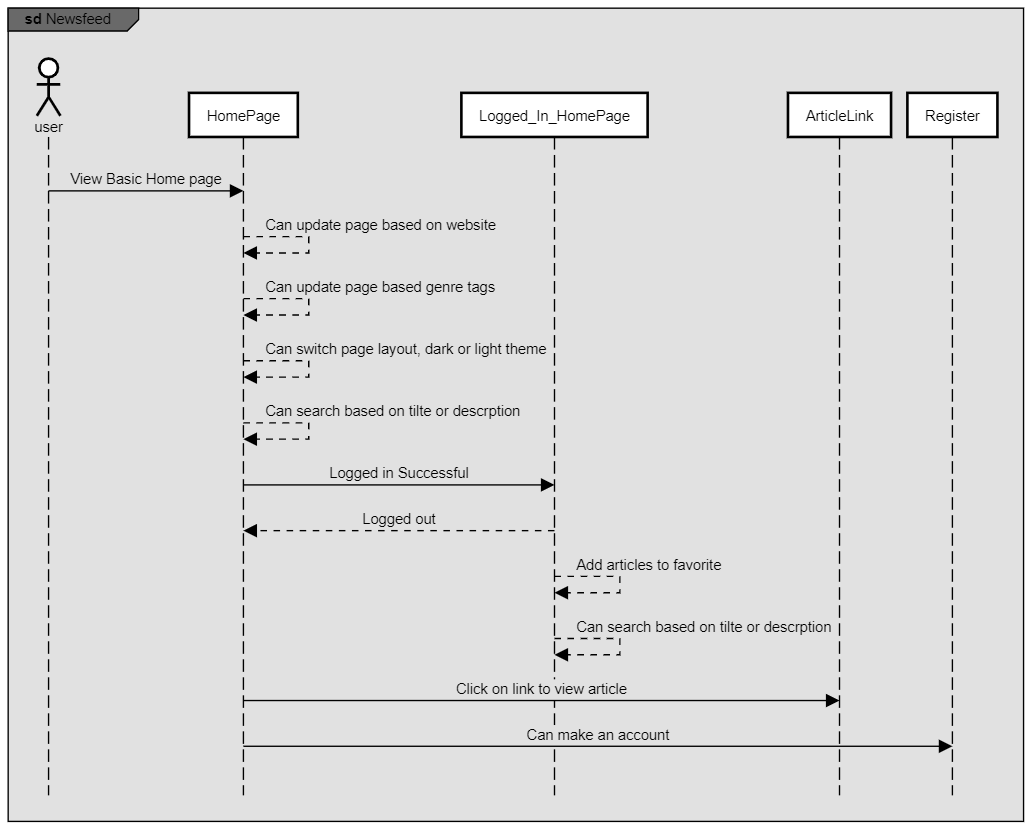 sd Newsfeed
user
HomePage
Logged_In_HomePage
ArticleLink
Register
View Basic Home page
Can update page based on website
Can update page based genre tags
Can switch page layout, dark or light theme
Can search based on tilte or descrption
Logged in Successful
Logged out
Add articles to favorite
Can search based on tilte or descrption
Click on link to view article
Can make an account